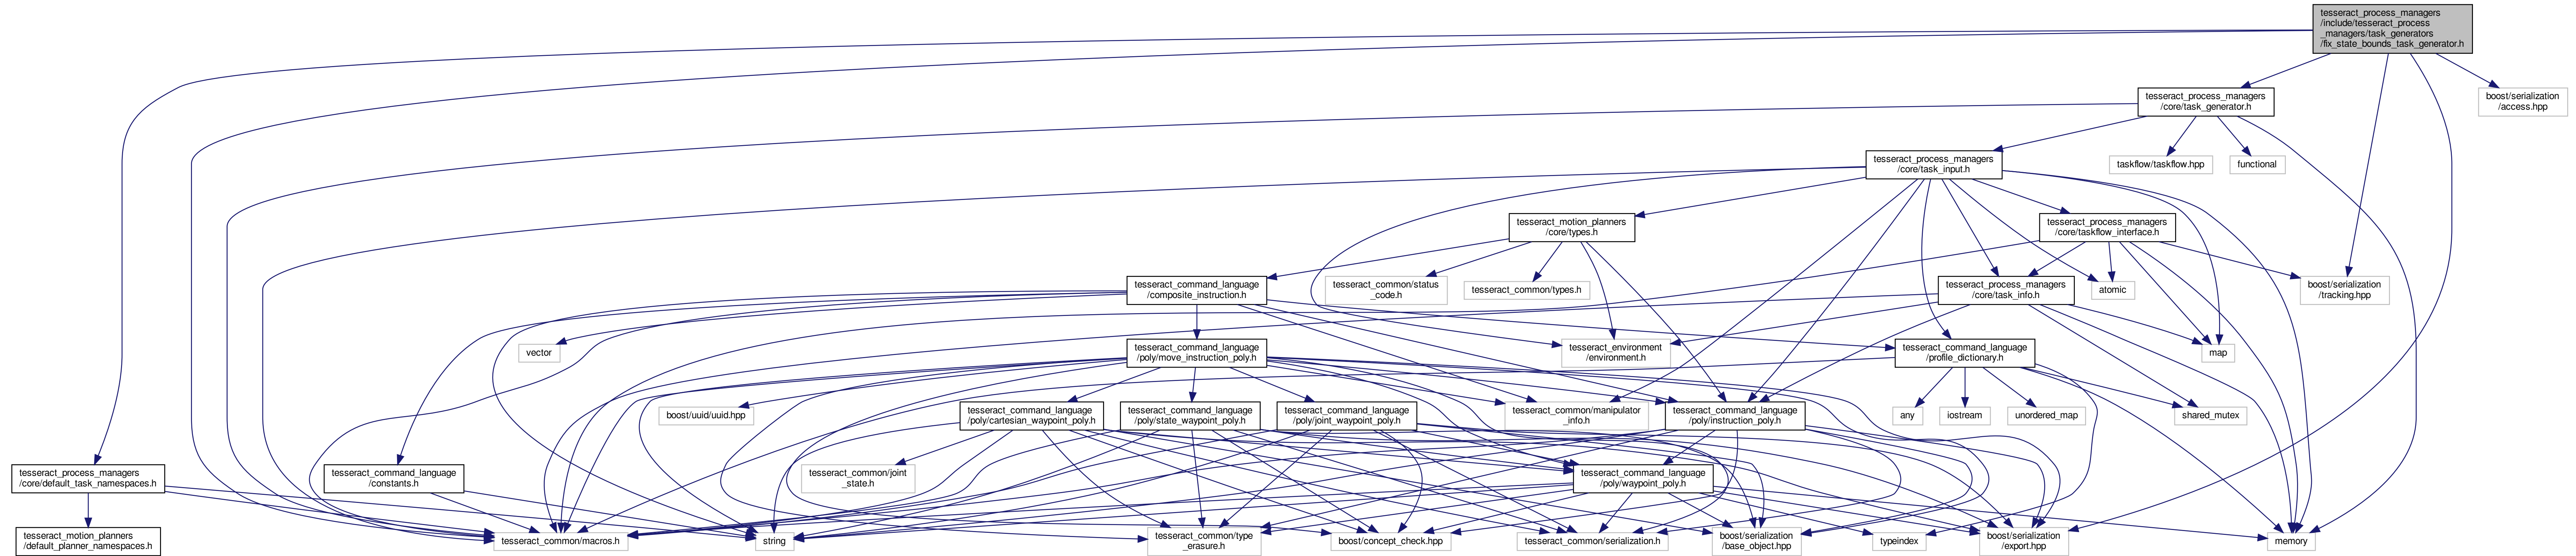 tesseract_process_managers
/include/tesseract_process
_managers/task_generators
/fix_state_bounds_task_generator.h
tesseract_process_managers
/core/task_generator.h
boost/serialization
/access.hpp
tesseract_process_managers
/core/task_input.h
taskflow/taskflow.hpp
functional
tesseract_motion_planners
/core/types.h
tesseract_process_managers
/core/taskflow_interface.h
tesseract_command_language
/composite_instruction.h
tesseract_common/status
_code.h
tesseract_common/types.h
tesseract_process_managers
/core/task_info.h
atomic
boost/serialization
/tracking.hpp
vector
tesseract_command_language
/poly/move_instruction_poly.h
tesseract_environment
/environment.h
tesseract_command_language
/profile_dictionary.h
map
boost/uuid/uuid.hpp
tesseract_command_language
/poly/cartesian_waypoint_poly.h
tesseract_command_language
/poly/state_waypoint_poly.h
tesseract_command_language
/poly/joint_waypoint_poly.h
tesseract_common/manipulator
_info.h
tesseract_command_language
/poly/instruction_poly.h
any
iostream
unordered_map
shared_mutex
tesseract_process_managers
/core/default_task_namespaces.h
tesseract_command_language
/constants.h
tesseract_common/joint
_state.h
tesseract_command_language
/poly/waypoint_poly.h
tesseract_motion_planners
/default_planner_namespaces.h
tesseract_common/macros.h
string
tesseract_common/type
_erasure.h
boost/concept_check.hpp
tesseract_common/serialization.h
boost/serialization
/base_object.hpp
typeindex
boost/serialization
/export.hpp
memory